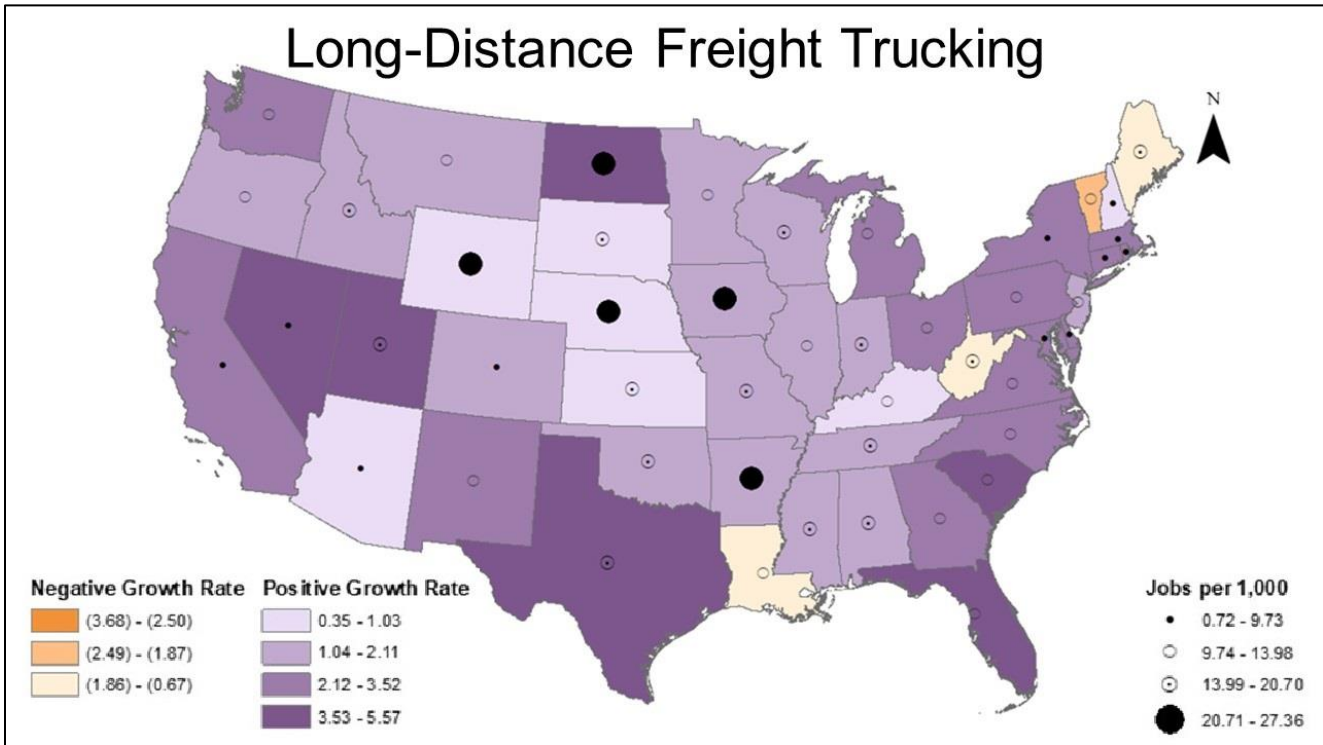 Long-Distance Freight Trucking
N
Negative Growth Rate
(3.68) - (2.50)
(2.49) - (1.87)
(1.86) - (0.67)
Positive Growth Rate
0.35 - 1.03
1.04 - 2.11
2.12 - 3.52
3.53 - 5.57
Jobs per 1,000
0.72 - 9.73
9.74 - 13.98
13.99 - 20.70
20.71 - 27.36